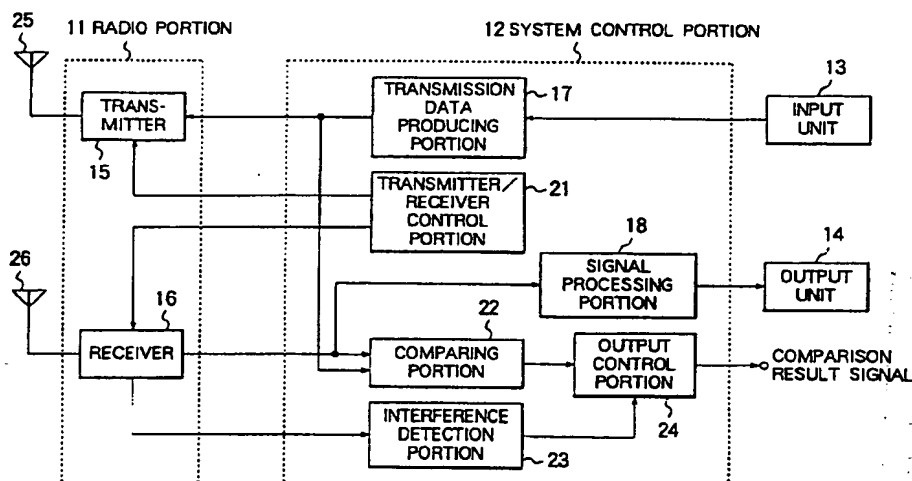 25
11 RADIO PORTION
12 SYSTEM CONTROL PORTION
TRANS-
MITTER
15
TRANSMISSION
DATA
PRODUCING
PORTION
17
13
INPUT
UNIT
TRANSMITTER/
RECEIVER
CONTROL
PORTION
21
18
SIGNAL
PROCESSING
PORTION
14
OUTPUT
UNIT
26
16
RECEIVER
22
COMPARING
PORTION
OUTPUT
CONTROL
PORTION
24
COMPARISON
RESULT SIGNAL
INTERFERENCE
DETECTION
PORTION
23